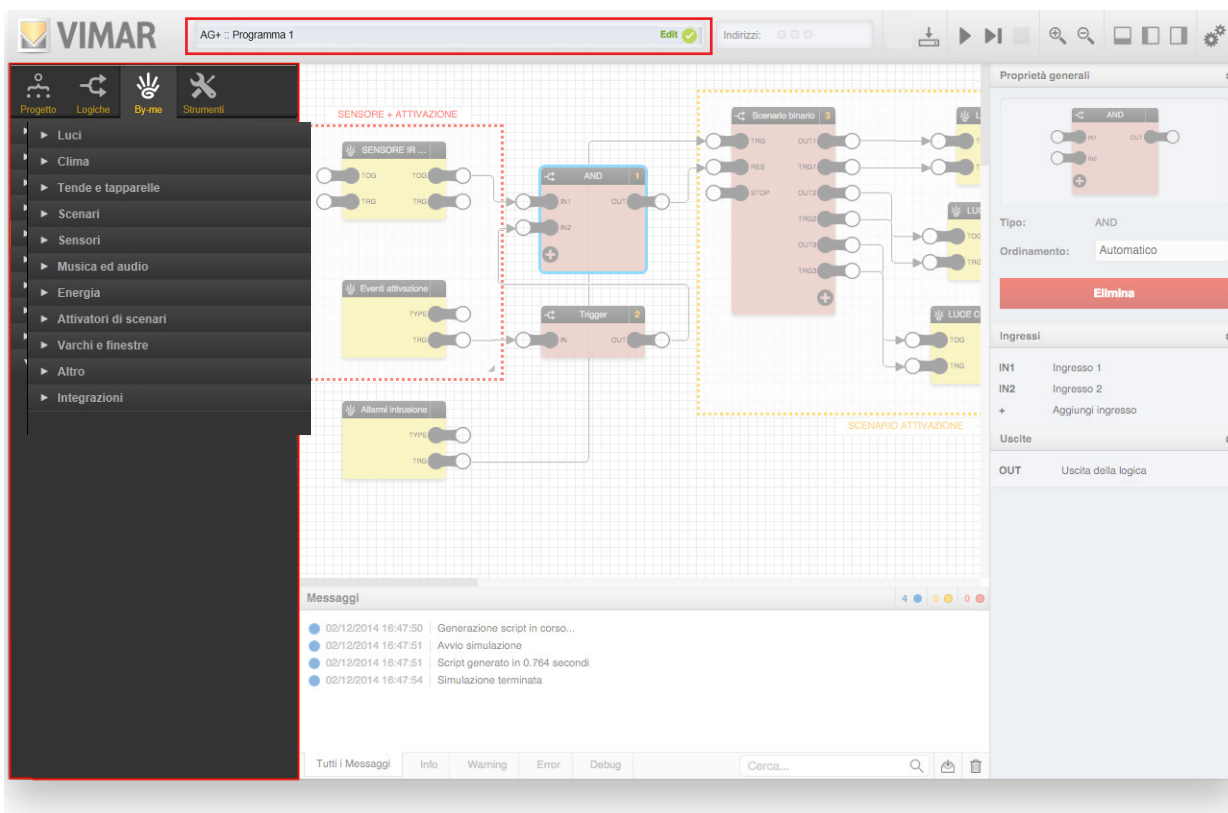 VIMAR
AG+ :: Programma 1
Edit
Indirizzi:
Progetto
Logiche
By-me
Strumenti
Luci
Clima
Tende e tapparelle
Scenari
Sensori
Musica ed audio
Energia
Attivatori di scenari
Varchi e finestre
Altro
Integrazioni
SENSORE + ATTIVAZIONE
SENSORE IR ...
TOG TOG
TRG TRG
Eventi attivazione
TYPE
TRG
Allarmi intrusione
TYPE
TRG
AND 1
IN1 OUT
IN2
Trigger 2
IN OUT
Scenario binario 3
TRG OUT1
RES TRG1
STOP OUT2
TRG2
OUT3
TRG3
TOG
TRG
LUCE C
TOG
TRG
SCENARIO ATTIVAZIONE
Messaggi
4 0 0
02/12/2014 16:47:50 Generazione script in corso...
02/12/2014 16:47:51 Avvio simulazione
02/12/2014 16:47:51 Script generato in 0.764 secondi
02/12/2014 16:47:54 Simulazione terminata
Tutti i Messaggi
Info
Warning
Error
Debug
Cerca...
Proprietà generali
AND
IN1 OUT
IN2
Tipo: AND
Ordinamento: Automatico
Elimina
Ingressi
IN1 Ingresso 1
IN2 Ingresso 2
+ Aggiungi ingresso
Uscite
OUT Uscita della logica